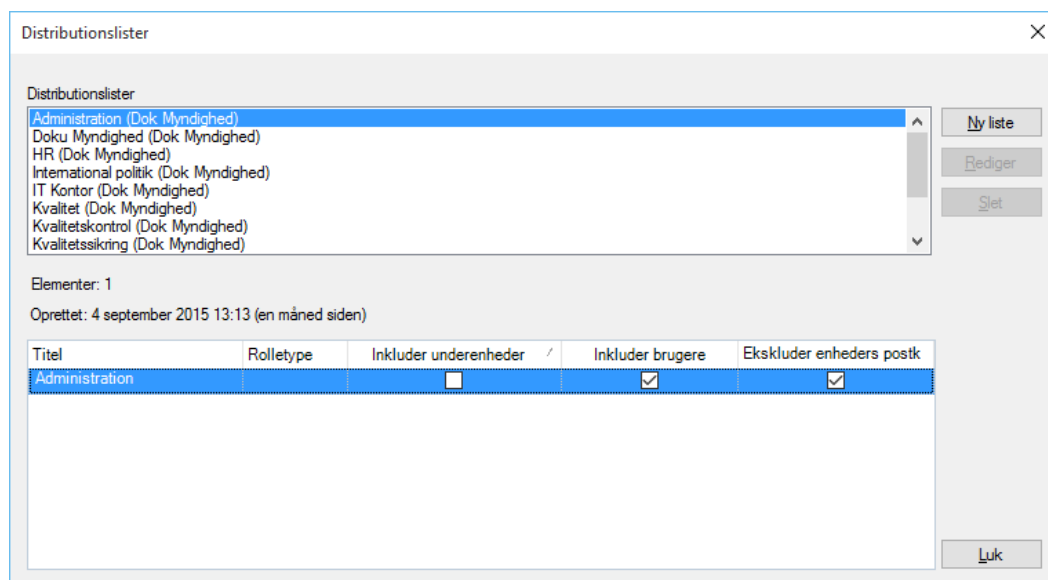 Distributionslister
Distributionslister
Administration (Dok Myndighed)
Doku Myndighed (Dok Myndighed)
HR (Dok Myndighed)
International politik (Dok Myndighed)
IT Kontor (Dok Myndighed)
Kvalitet (Dok Myndighed)
Kvalitetskontrol (Dok Myndighed)
Kvalitetssikring (Dok Myndighed)
Ny liste
Rediger
Slet
Elementer: 1
Oprettet: 4 september 2015 13:13 (en måned siden)
Titel Rolletype Inkluder underenheder Inkluder brugere Ekskluder enheders postk
Administration
Luk